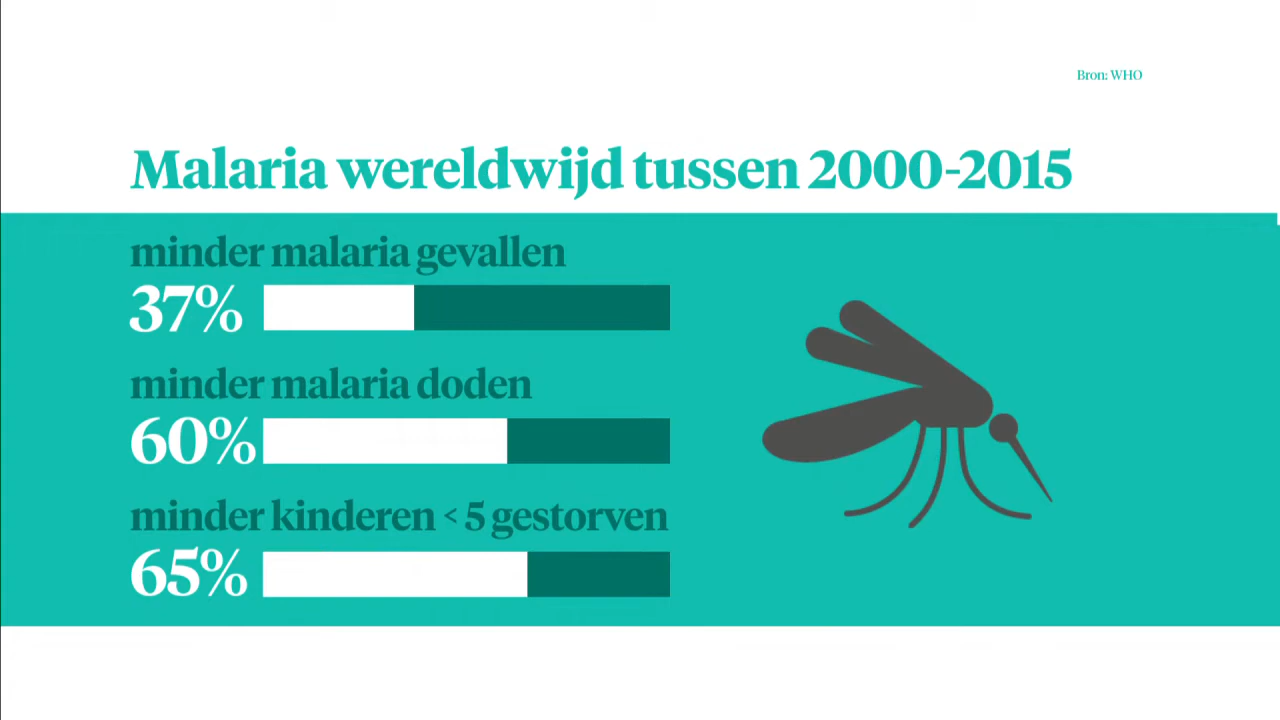 Bron: WHO
Malaria wereldwijd tussen 2000-2015
minder malaria gevallen
37%
minder malaria doden
60%
minder kinderen < 5 gestorven
65%